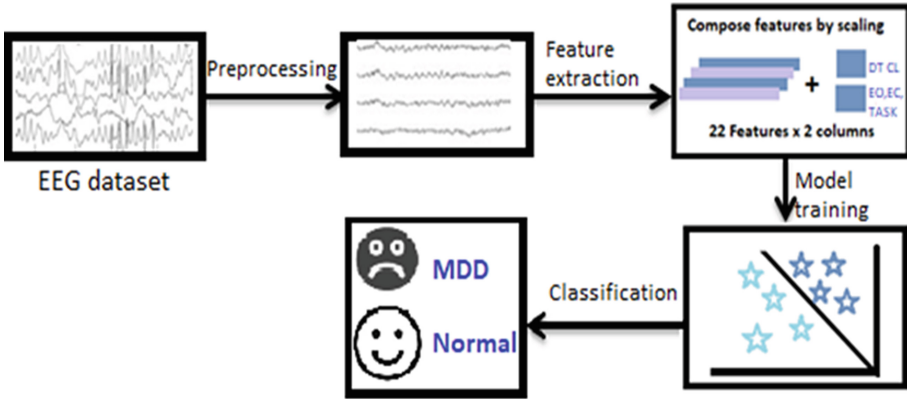 EEG dataset
Preprocessing
Feature
extraction
Compose features by scaling
+
DT CL
EO,EC,
TASK
22 Features x 2 columns
Model
training
Classification
MDD
Normal